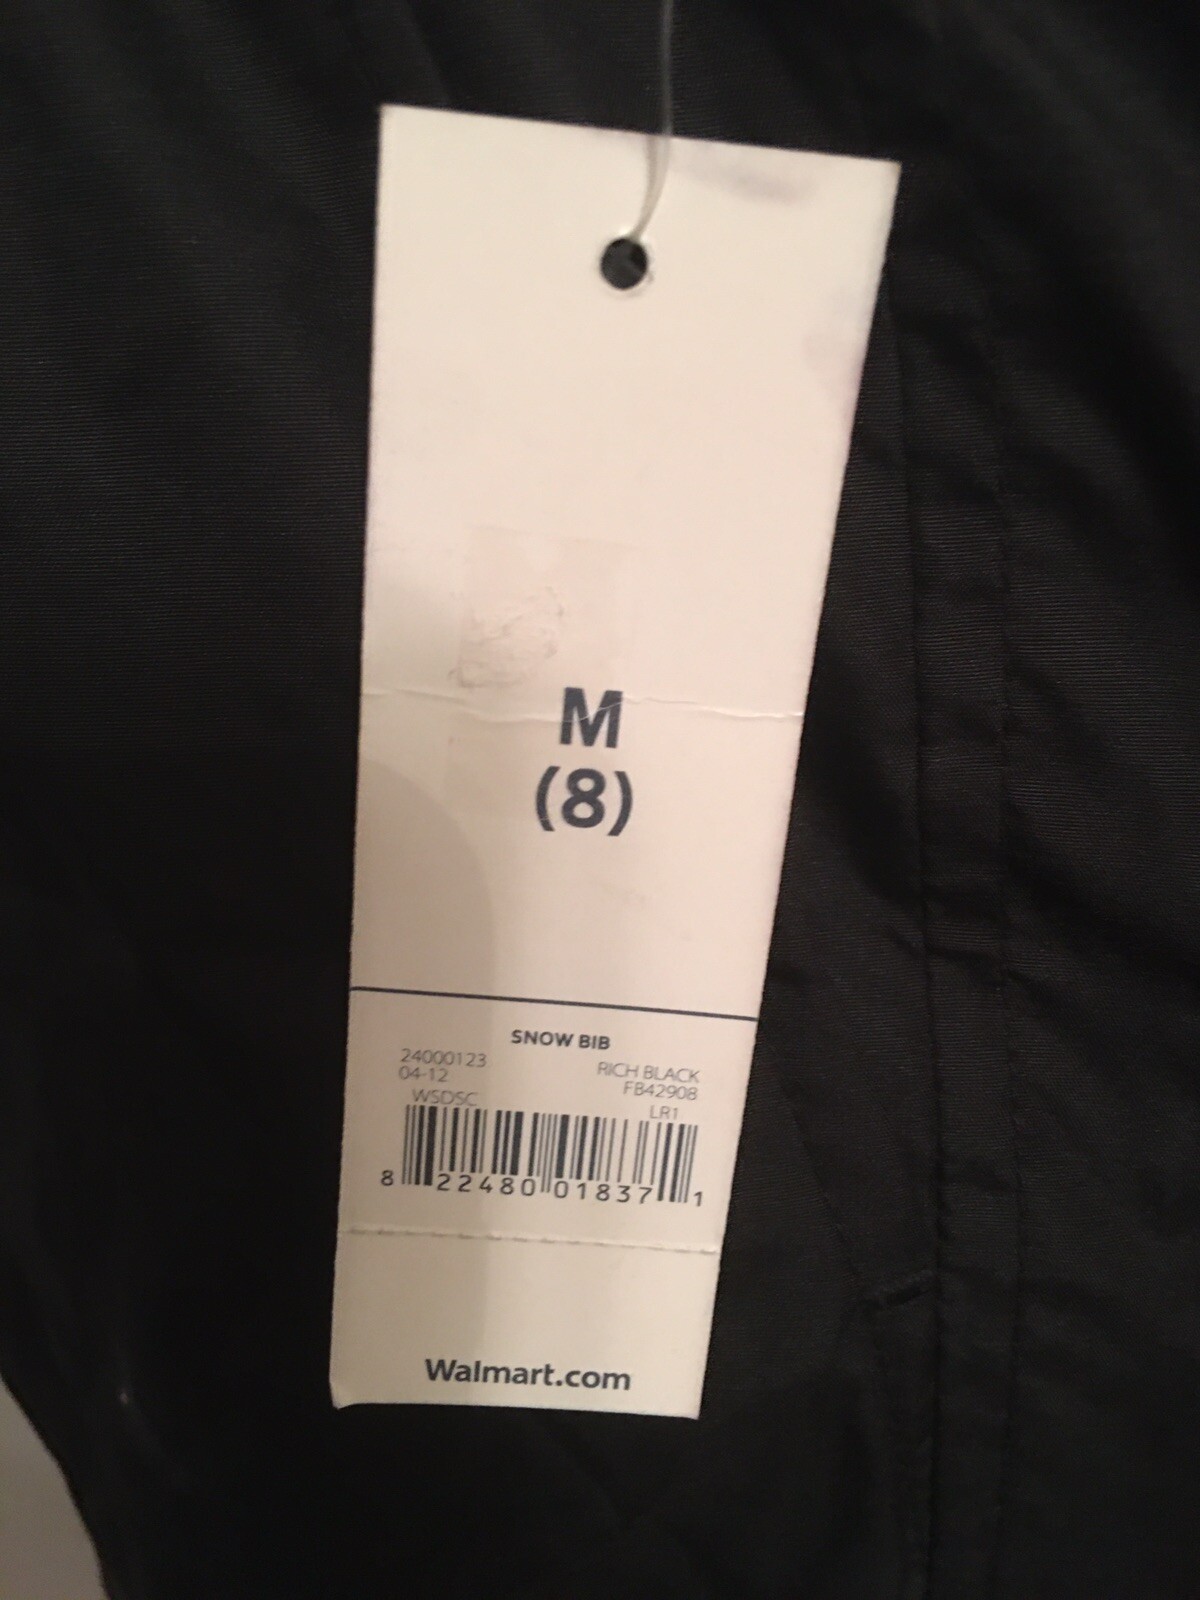 M
(8)
SNOW BIB
24000123 RICH BLACK
04-12 FB42908
WSDSC LR1
8 22480 01837 1
Walmart.com